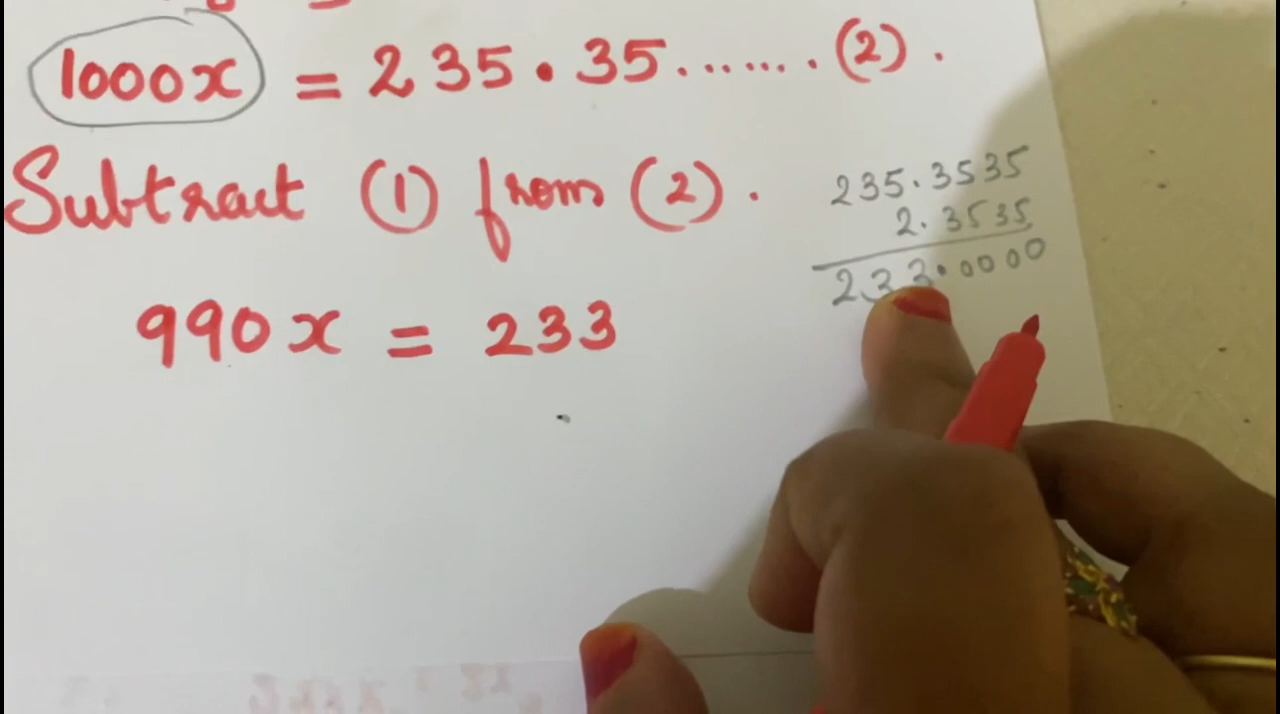 1000x = 235.35.......(2).
Subtract (1) from (2).
235.3535
2.3535
233.0000
990x = 233